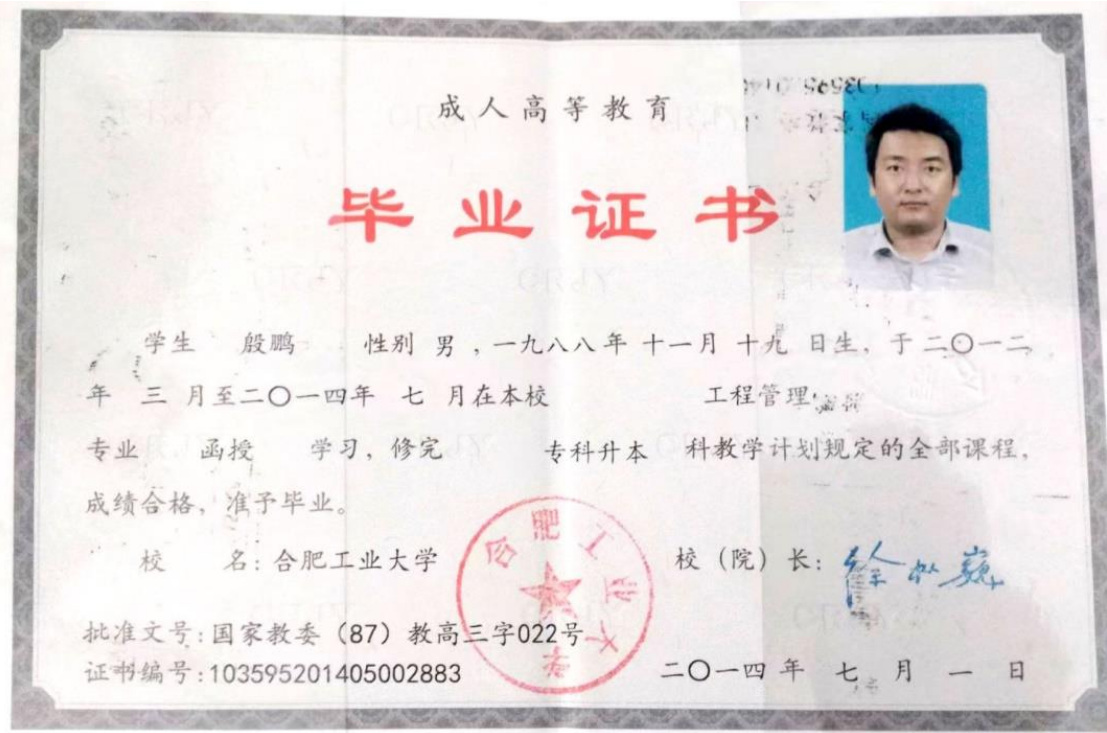 成人高等教育
毕业证书
学生 殷鹏 性别 男 ,一九八八年 十一月 十九 日生, 于二〇一二
年 三 月至二〇一四年 七 月在本校 工程管理
专业 函授 学习, 修完 专科升本 科教学计划规定的全部课程,
成绩合格, 准予毕业。
校 名: 合肥工业大学 校 (院) 长:
合肥工业大学
批准文号:国家教委 (87) 教高三字022号
证书编号:103595201405002883 二〇一四 年 七 月 一 日